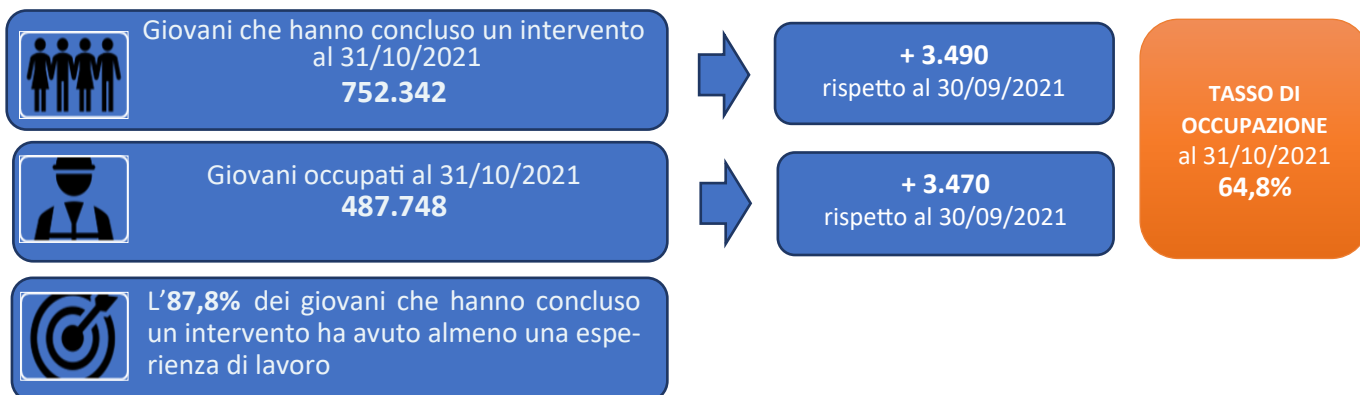 Giovani che hanno concluso un intervento
al 31/10/2021
752.342
+ 3.490
rispetto al 30/09/2021
Giovani occupati al 31/10/2021
487.748
+ 3.470
rispetto al 30/09/2021
TASSO DI
OCCUPAZIONE
al 31/10/2021
64,8%
L'87,8% dei giovani che hanno concluso
un intervento ha avuto almeno una espe-
rienza di lavoro